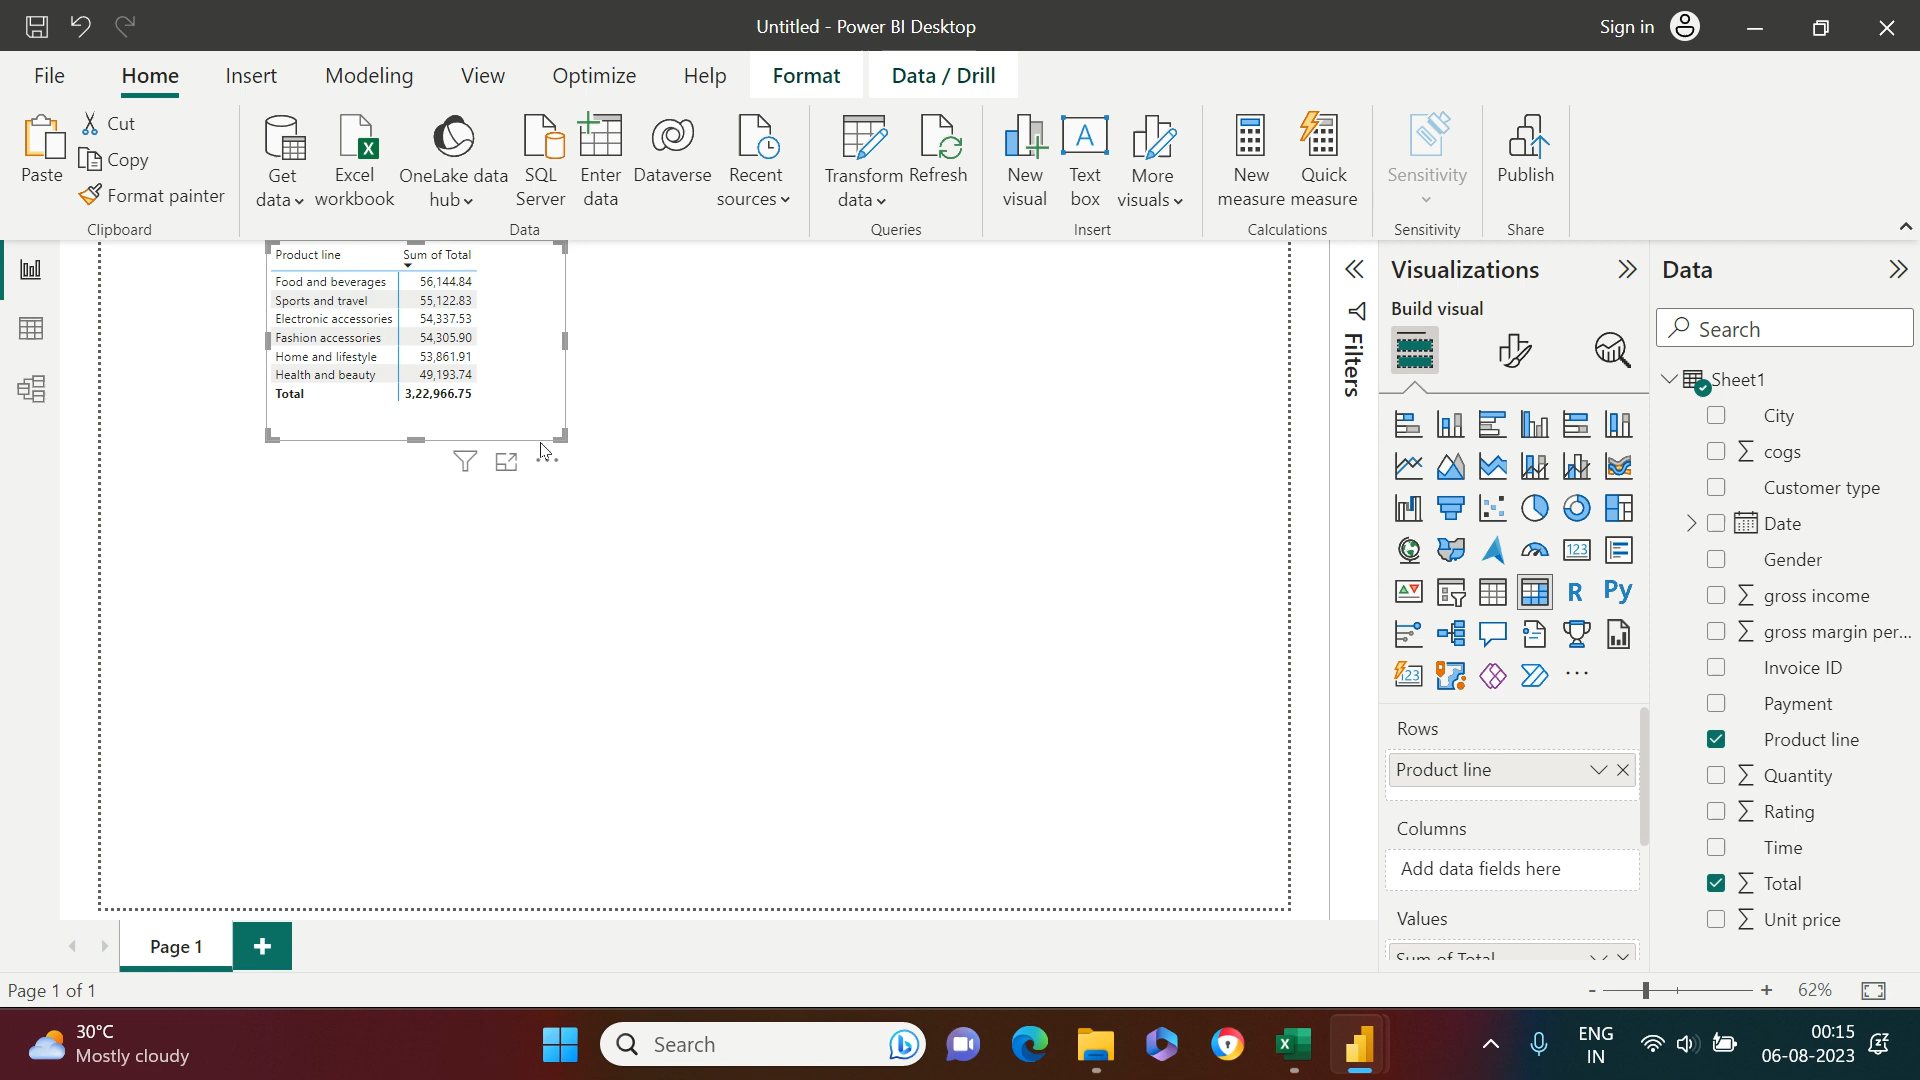 Untitled - Power BI Desktop
Sign in
File Home Insert Modeling View Optimize Help Format Data / Drill
Paste
Cut
Copy
Format painter
Clipboard
Get data
Excel workbook
OneLake data hub
SQL Server
Enter data
Dataverse
Recent sources
Data
Transform data
Refresh
Queries
New visual
A
Text box
More visuals
Insert
New measure
Quick measure
Calculations
Sensitivity
Sensitivity
Publish
Share
Product line Sum of Total
Food and beverages 56,144.84
Sports and travel 55,122.83
Electronic accessories 54,337.53
Fashion accessories 54,305.90
Home and lifestyle 53,861.91
Health and beauty 49,193.74
Total 3,22,966.75
Filters
Visualizations
Build visual
123
R Py
123
Rows
Product line
Columns
Add data fields here
Values
Sum of Total
Data
Search
Sheet1
City
cogs
Customer type
Date
Gender
gross income
gross margin per...
Invoice ID
Payment
Product line
Quantity
Rating
Time
Total
Unit price
Page 1
Page 1 of 1
62%
30°C
Mostly cloudy
Search
ENG
IN
00:15
06-08-2023